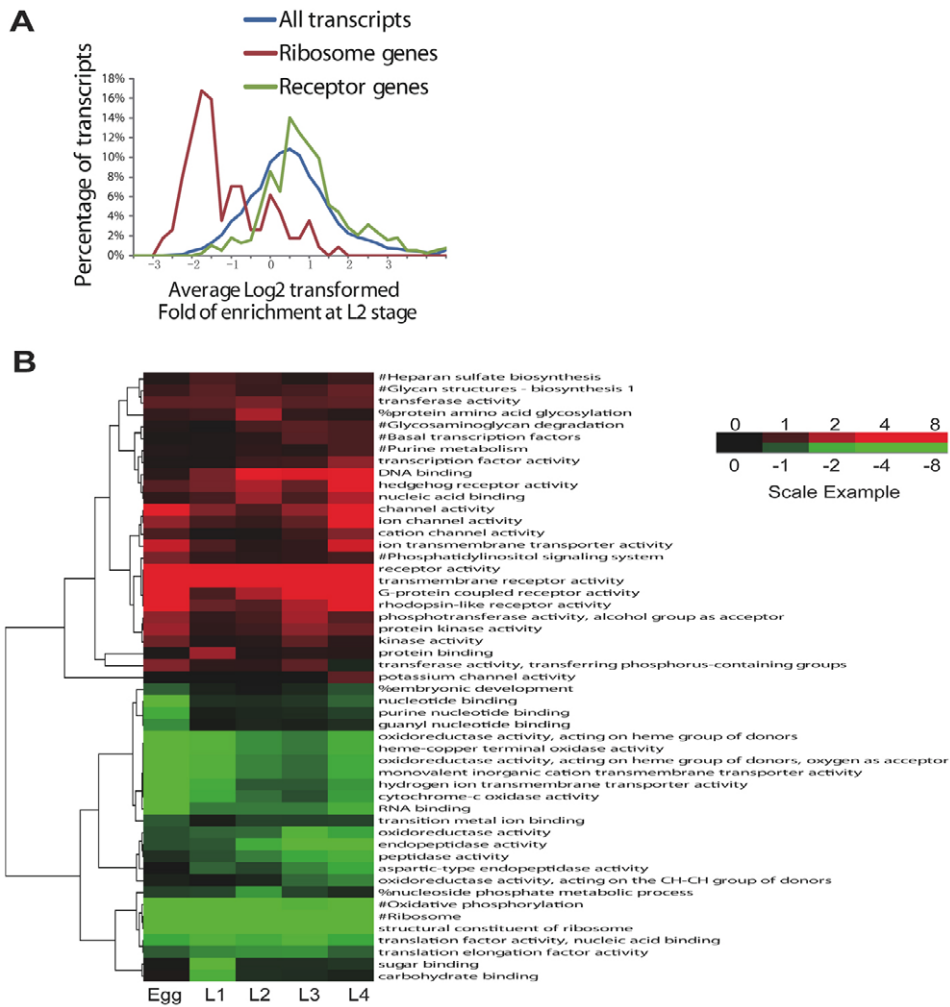 A
All transcripts
Ribosome genes
Receptor genes
Percentage of transcripts
18%
16%
14%
12%
10%
8%
6%
4%
2%
0%
-3 -2 -1 0 1 2 3
Average Log2 transformed
Fold of enrichment at L2 stage
B
#Heparan sulfate biosynthesis
#Glycan structures - biosynthesis 1
transferase activity
%protein amino acid glycosylation
#Glycosaminoglycan degradation
#Basal transcription factors
#Purine metabolism
transcription factor activity
DNA binding
hedgehog receptor activity
nucleic acid binding
channel activity
ion channel activity
cation channel activity
ion transmembrane transporter activity
#Phosphatidylinositol signaling system
receptor activity
transmembrane receptor activity
G-protein coupled receptor activity
rhodopsin-like receptor activity
phosphotransferase activity, alcohol group as acceptor
protein kinase activity
kinase activity
protein binding
transferase activity, transferring phosphorus-containing groups
potassium channel activity
%embryonic development
nucleotide binding
purine nucleotide binding
guanyl nucleotide binding
oxidoreductase activity, acting on heme group of donors
heme-copper terminal oxidase activity
oxidoreductase activity, acting on heme group of donors, oxygen as acceptor
monovalent inorganic cation transmembrane transporter activity
hydrogen ion transmembrane transporter activity
cytochrome-c oxidase activity
RNA binding
transition metal ion binding
oxidoreductase activity
endopeptidase activity
peptidase activity
aspartic-type endopeptidase activity
oxidoreductase activity, acting on the CH-CH group of donors
%nucleoside phosphate metabolic process
#Oxidative phosphorylation
#Ribosome
structural constituent of ribosome
translation factor activity, nucleic acid binding
translation elongation factor activity
sugar binding
carbohydrate binding
Egg L1 L2 L3 L4
0 1 2 4 8
0 -1 -2 -4 -8
Scale Example